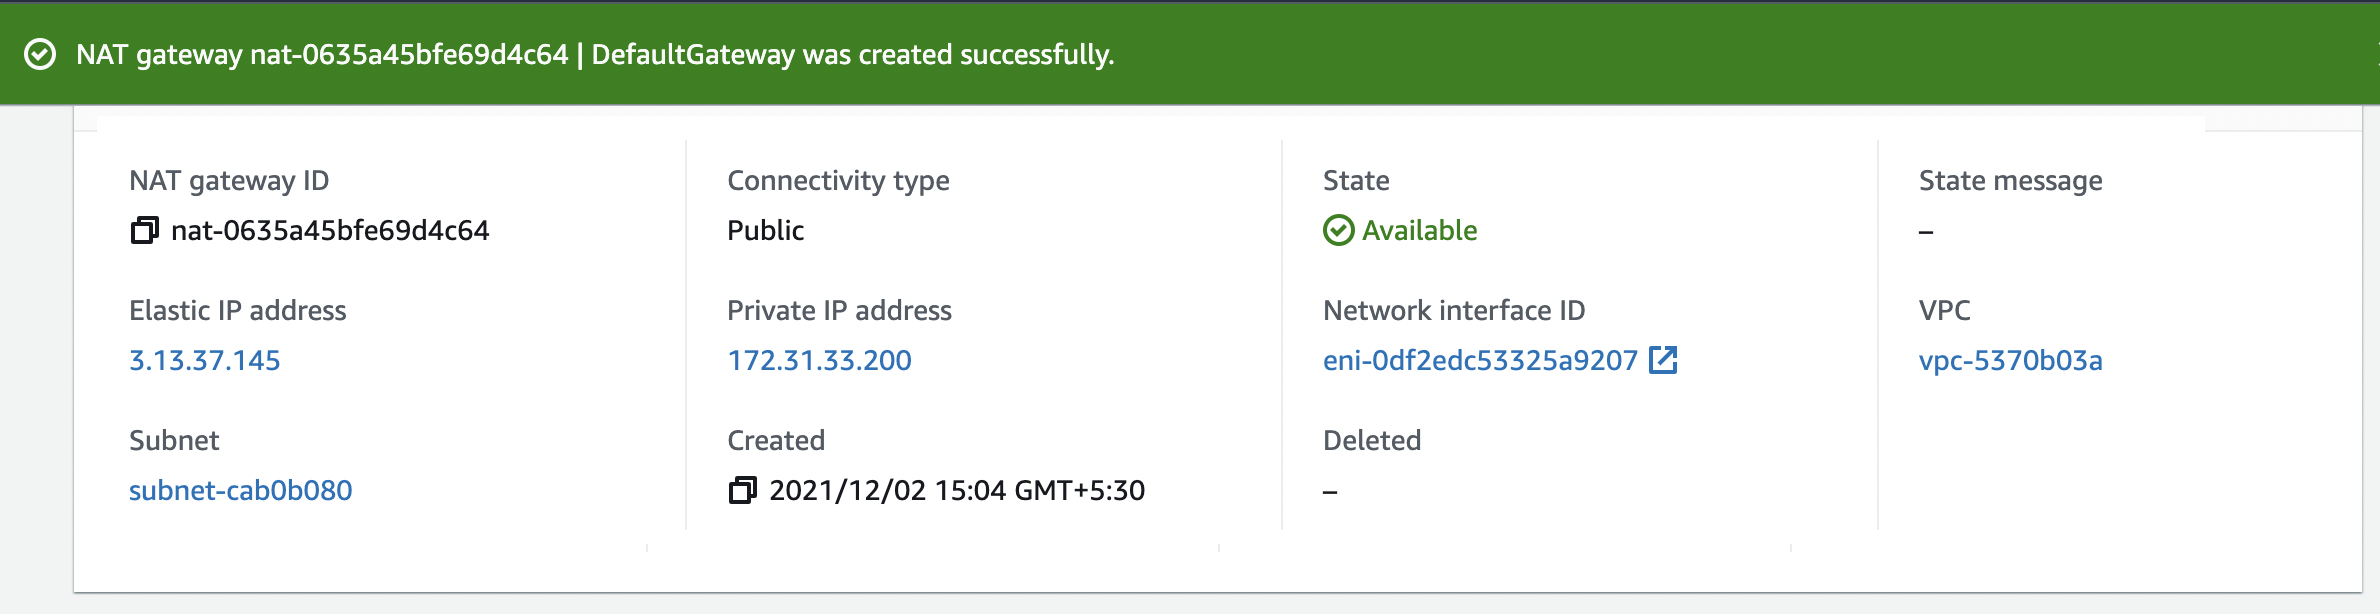 NAT gateway nat-0635a45bfe69d4c64 | DefaultGateway was created successfully.
NAT gateway ID
nat-0635a45bfe69d4c64
Connectivity type
Public
State
Available
State message
–
Elastic IP address
3.13.37.145
Private IP address
172.31.33.200
Network interface ID
eni-0df2edc53325a9207
VPC
vpc-5370b03a
Subnet
subnet-cab0b080
Created
2021/12/02 15:04 GMT+5:30
Deleted
–